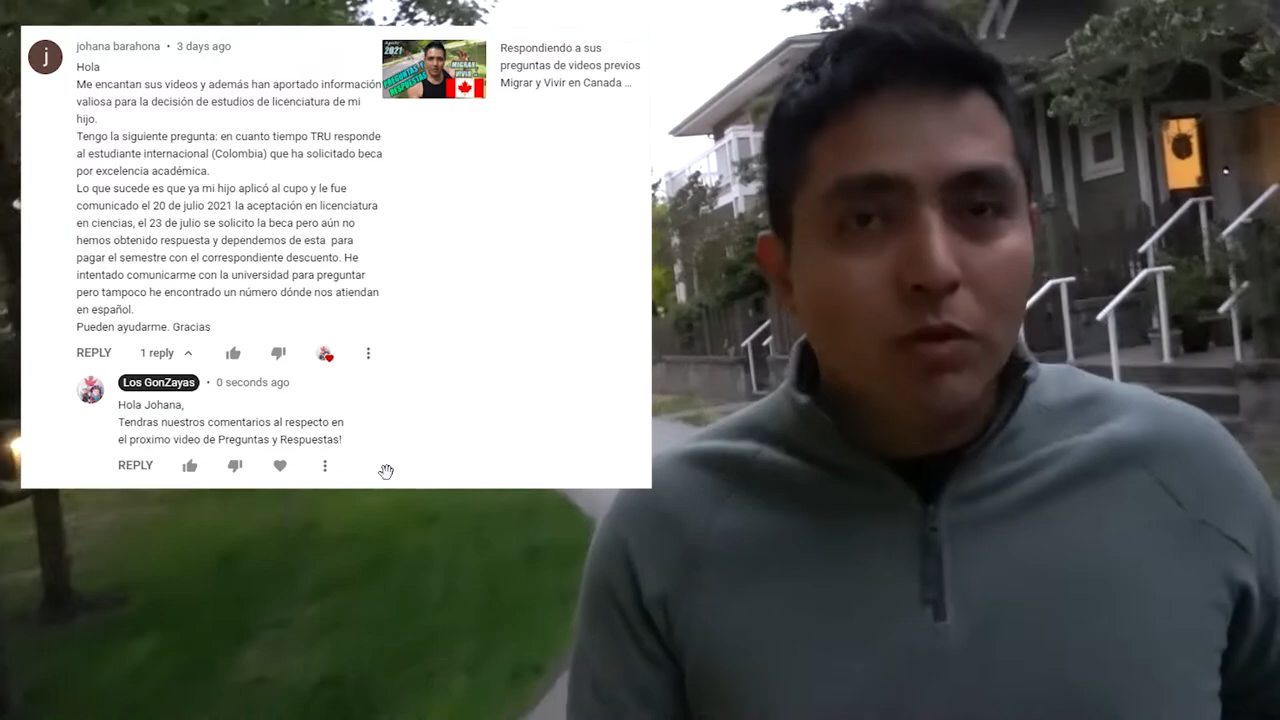 johana barahona • 3 days ago
Hola
Me encantan sus videos y además han aportado información
valiosa para la decisión de estudios de licenciatura de mi
hijo.
Tengo la siguiente pregunta: en cuanto tiempo TRU responde
al estudiante internacional (Colombia) que ha solicitado beca
por excelencia académica.
Lo que sucede es que ya mi hijo aplicó al cupo y le fue
comunicado el 20 de julio 2021 la aceptación en licenciatura
en ciencias, el 23 de julio se solicito la beca pero aún no
hemos obtenido respuesta y dependemos de esta para
pagar el semestre con el correspondiente descuento. He
intentado comunicarme con la universidad para preguntar
pero tampoco he encontrado un número dónde nos atiendan
en español.
Pueden ayudarme. Gracias
REPLY 1 reply
Los GonZayas • 0 seconds ago
Hola Johana,
Tendras nuestros comentarios al respecto en
el proximo video de Preguntas y Respuestas!
REPLY
j
2021
PREGUNTAS Y
RESPUESTAS
MIGRAR
VIVIR
Respondiendo a sus
preguntas de videos previos
Migrar y Vivir en Canada ...